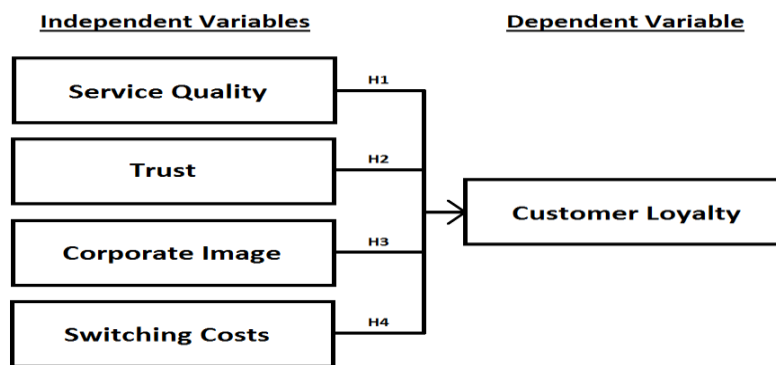 Independent Variables
Dependent Variable
Service Quality
H1
Trust
H2
Customer Loyalty
Corporate Image
H3
Switching Costs
H4